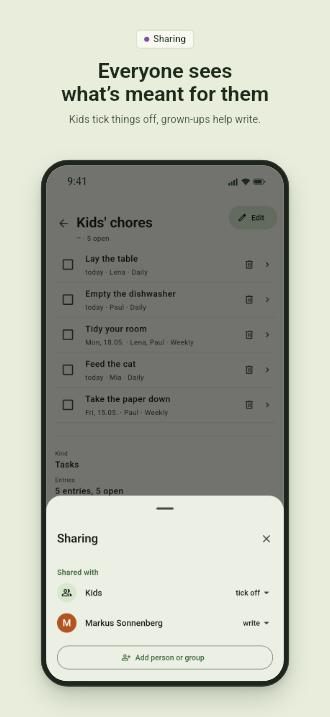 Sharing
Everyone sees
what’s meant for them
Kids tick things off, grown-ups help write.
9:41
Kids' chores
Edit
5 open
Lay the table
today · Lena · Daily
Empty the dishwasher
today · Paul · Daily
Tidy your room
Mon, 18.05. · Lena, Paul · Weekly
Feed the cat
today · Mia · Daily
Take the paper down
Fri, 15.05. · Paul · Weekly
Kind
Tasks
Entries
5 entries, 5 open
Sharing
Shared with
Kids tick off
M Markus Sonnenberg write
Add person or group